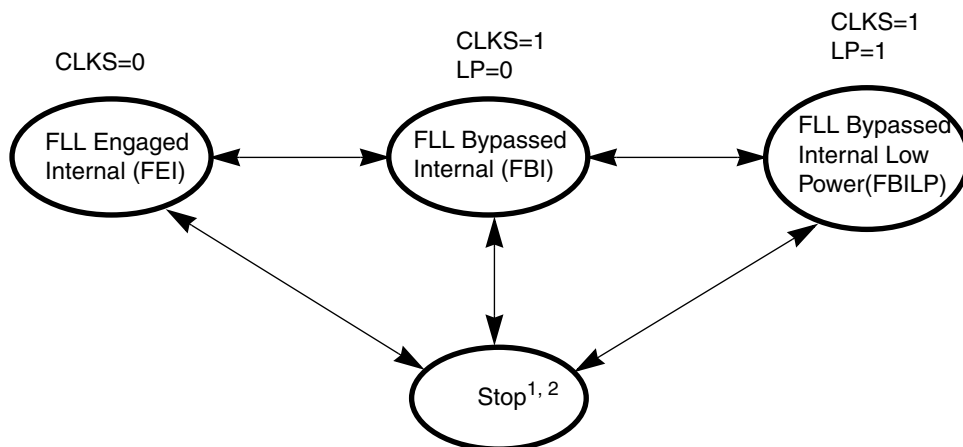 CLKS=0
CLKS=1
LP=0
CLKS=1
LP=1
FLL Engaged
Internal (FEI)
FLL Bypassed
Internal (FBI)
FLL Bypassed
Internal Low
Power(FBILP)
Stop1, 2